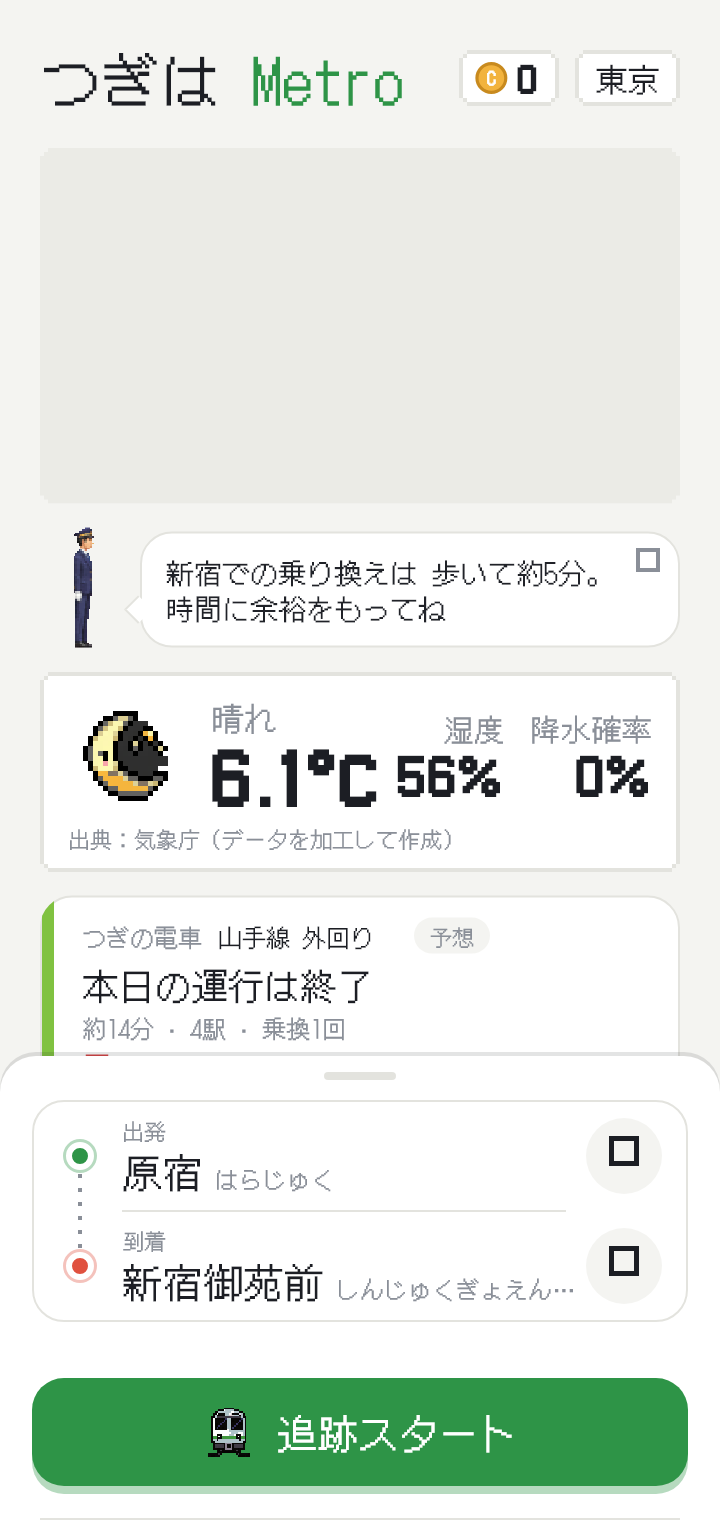 つぎは Metro
C 0
東京
新宿での乗り換えは 歩いて約5分。
時間に余裕をもってね
晴れ 湿度 降水確率
6.1°C 56% 0%
出典：気象庁（データを加工して作成）
つぎの電車 山手線 外回り 予想
本日の運行は終了
約14分 · 4駅 · 乗換1回
出発
原宿 はらじゅく
到着
新宿御苑前 しんじゅくぎょえん…
追跡スタート